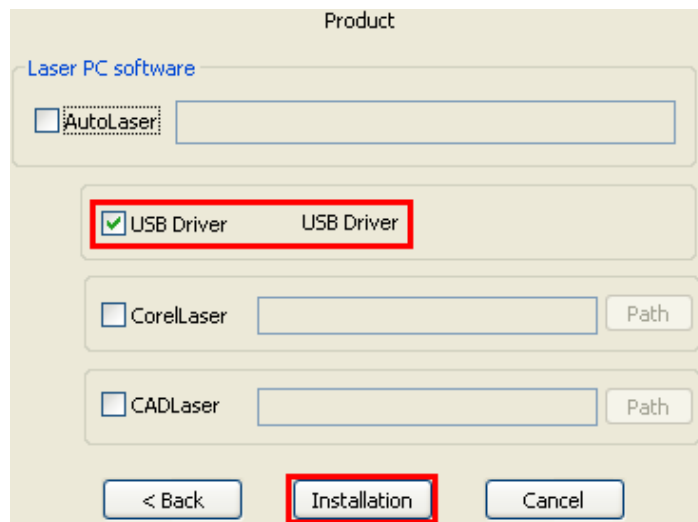 Product
Laser PC software
AutoLaser
USB Driver USB Driver
CorelLaser Path
CADLaser Path
< Back Installation Cancel